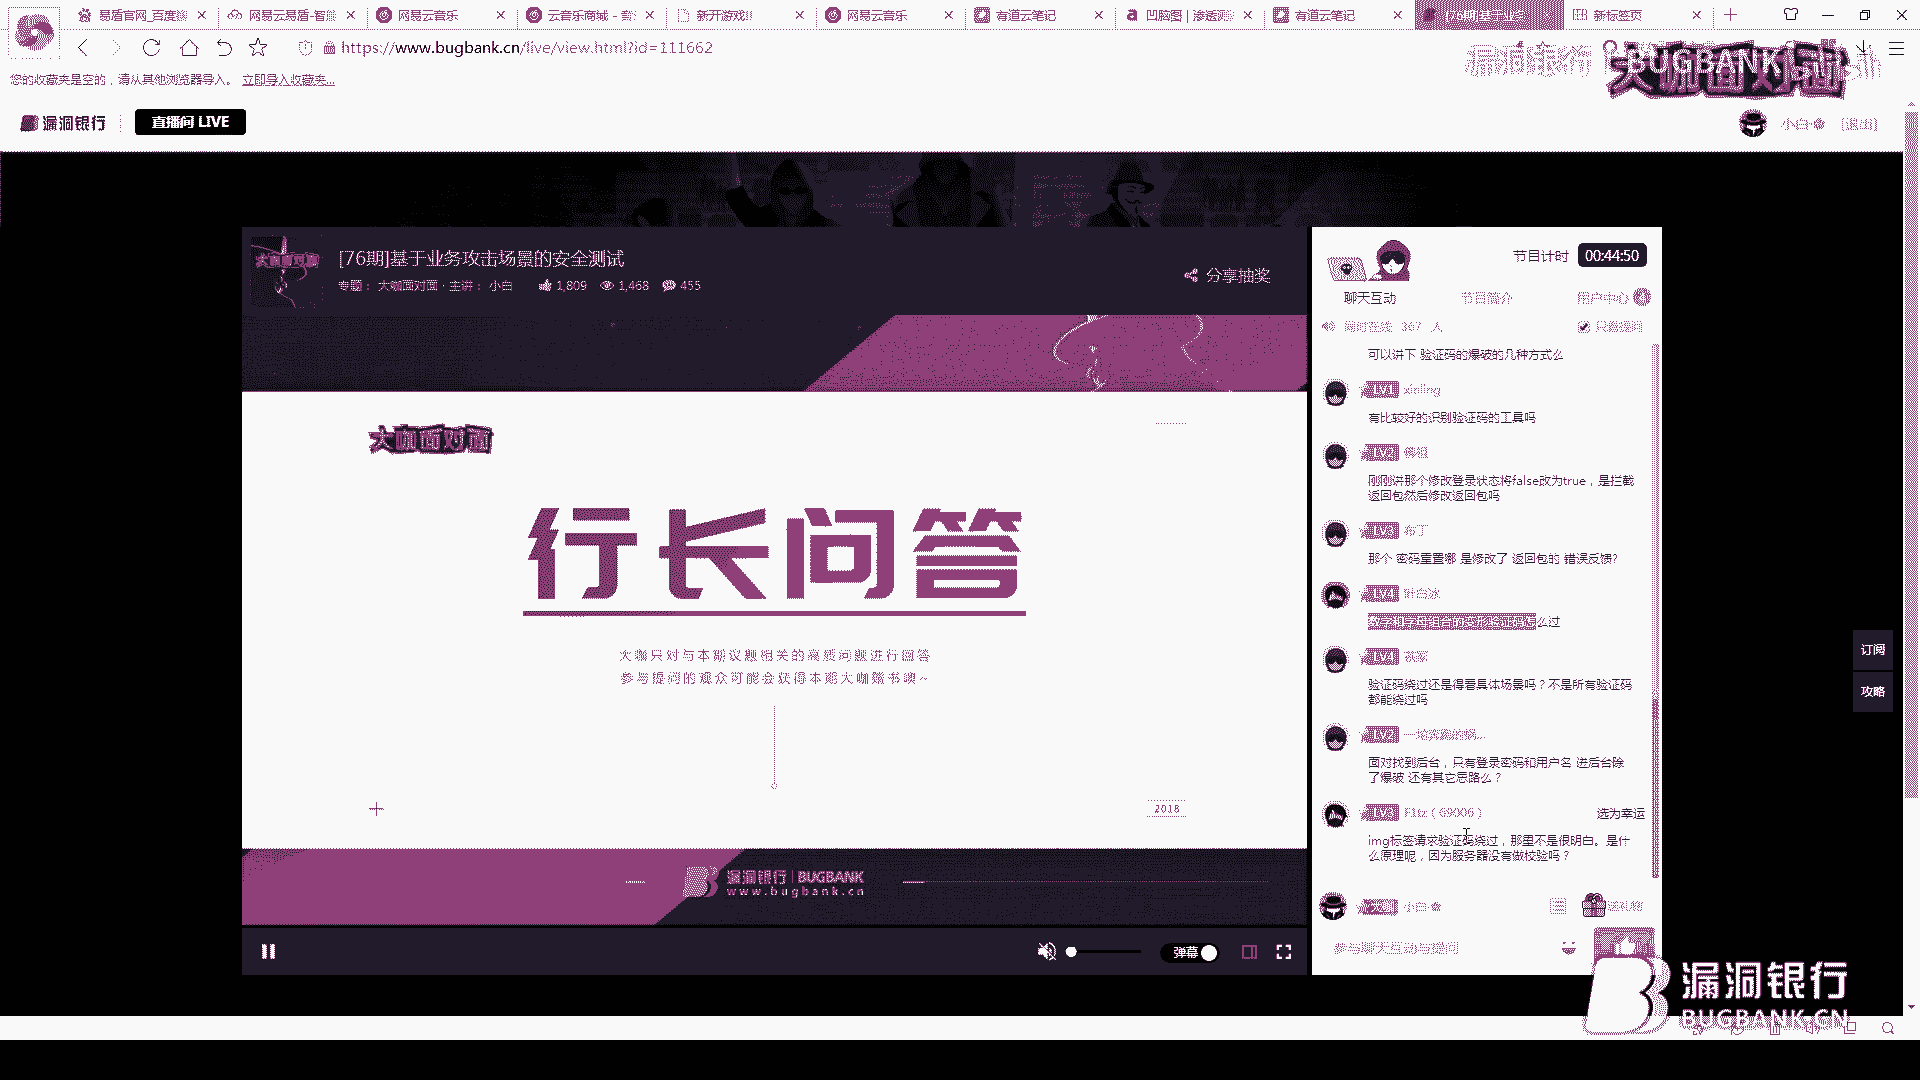 易盾官网_百度搜
网易云易盾-智能
网易云音乐
云音乐商城 - 音
新开游戏!!!
网易云音乐
有道云笔记
凹脑图 | 渗透测
有道云笔记
[76期]基于业务
新标签页
https://www.bugbank.cn/live/view.html?id=111662
您的收藏夹是空的，请从其他浏览器导入。 立即导入收藏夹...
漏洞银行
BUGBANK
大咖面对面
漏洞银行
直播间 LIVE
小白
[退出]
[76期]基于业务攻击场景的安全测试
专题： 大咖面对面 · 主讲： 小白 1,809 1,468 455
分享抽奖
大咖面对面
行长问答
大咖只对与本期议题相关的高质问题进行回答
参与提问的观众可能会获得本期大咖赠书噢~
2018
漏洞银行 | BUGBANK
www.bugbank.cn
弹幕
节目计时 00:44:50
聊天互动
节目简介
用户中心
同时在线 367 人
只看提问
可以讲下 验证码的爆破的几种方式么
LV1 xinling
有比较好的识别验证码的工具吗
LV2 佛祖
刚刚讲那个修改登录状态将false改为true，是拦截
返回包然后修改返回包吗
LV3 布丁
那个 密码重置哪 是修改了 返回包的 错误反馈?
LV4 叶白冰
数字和字母组合的变形验证码怎么过
LV4
验证码绕过还是得看具体场景吗？不是所有验证码
都能绕过吗
LV2
面对找到后台，只有登录密码和用户名 进后台除
了爆破 还有其它思路么？
LV3
选为幸运
img标签请求验证码绕过，那里不是很明白。是什
么原理呢，因为服务器没有做校验吗？
大咖 小白
送礼物
参与聊天互动与提问
订阅
攻略
漏洞银行
BUGBANK.CN